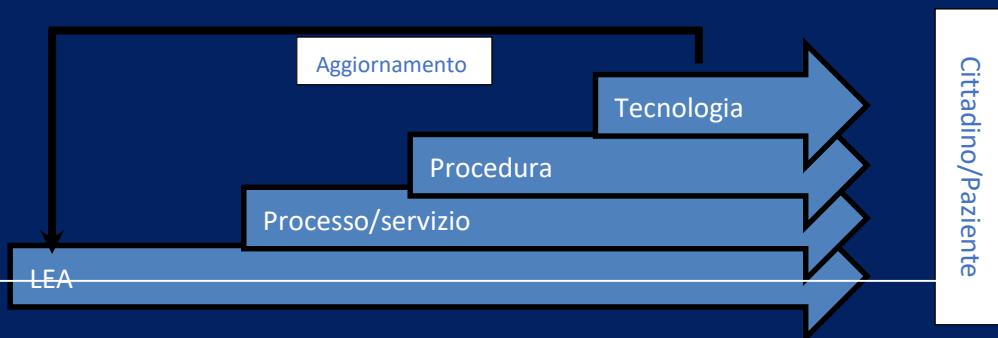 Aggiornamento
Tecnologia
Procedura
Processo/servizio
LEA
Cittadino/Paziente